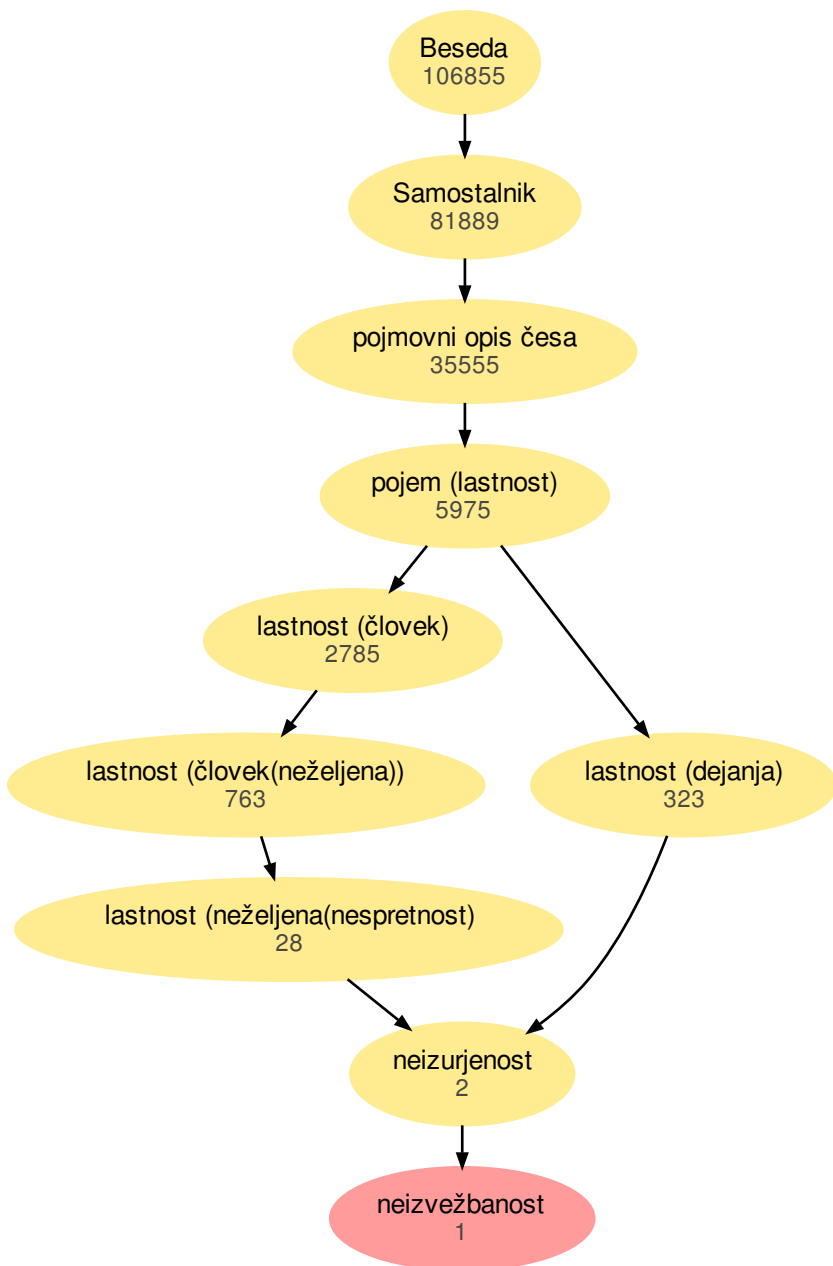 Beseda
106855
Samostalnik
81889
pojmovni opis česa
35555
pojem (lastnost)
5975
lastnost (človek)
2785
lastnost (človek(neželjena))
763
lastnost (dejanja)
323
lastnost (neželjena(nespretnost)
28
neizurjenost
2
neizvežbanost
1